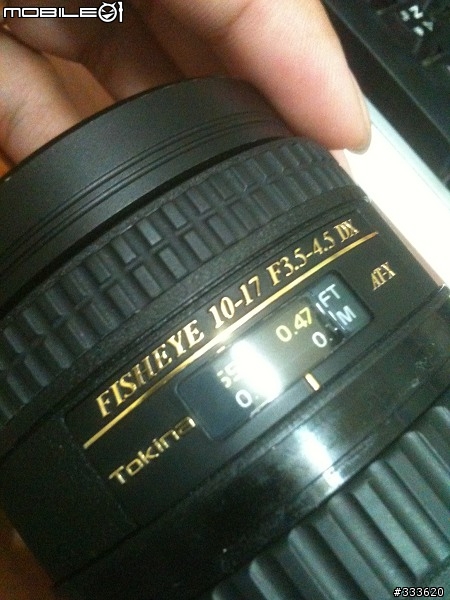 MOBILE01
FISHEYE 10-17 F3.5-4.5 DX
AT-X
0.47 FT
M
Tokina
#333620